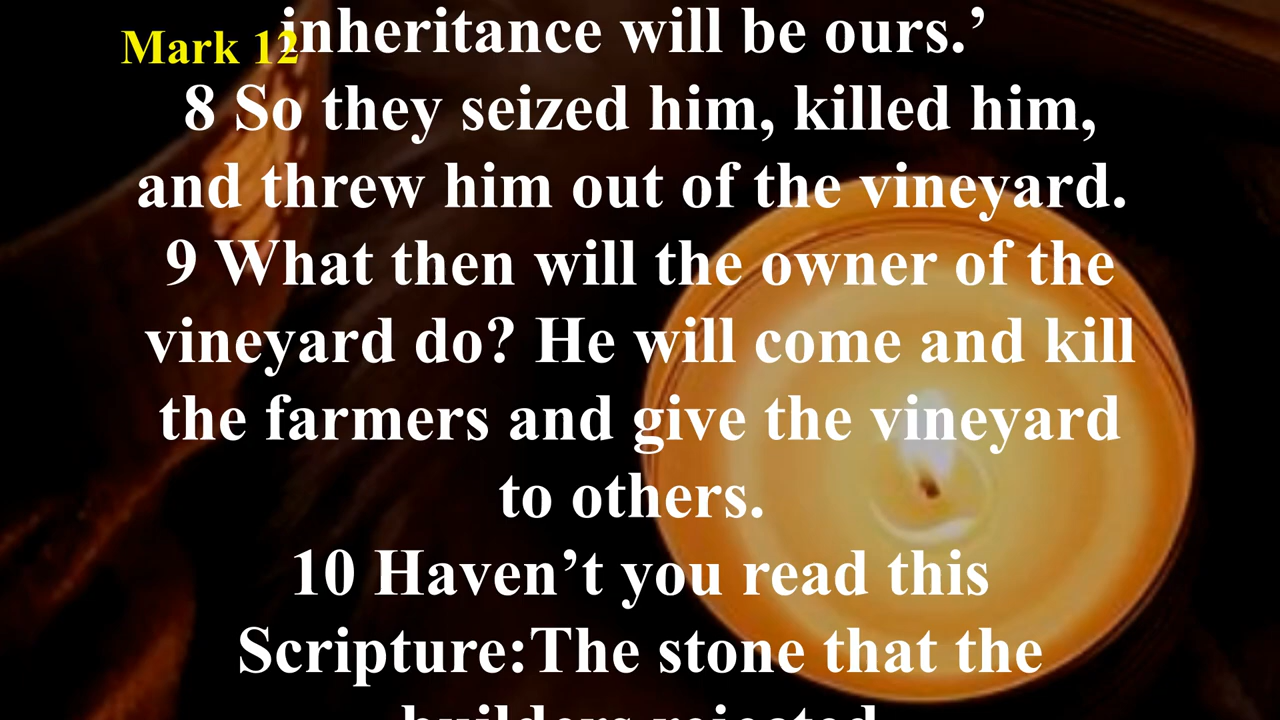 Mark 12
inheritance will be ours.’
8 So they seized him, killed him,
and threw him out of the vineyard.
9 What then will the owner of the
vineyard do? He will come and kill
the farmers and give the vineyard
to others.
10 Haven’t you read this
Scripture:The stone that the
builders rejected